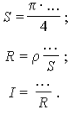 S = π · ... / 4 ;
R = ρ ... / S ;
I = ... / R .